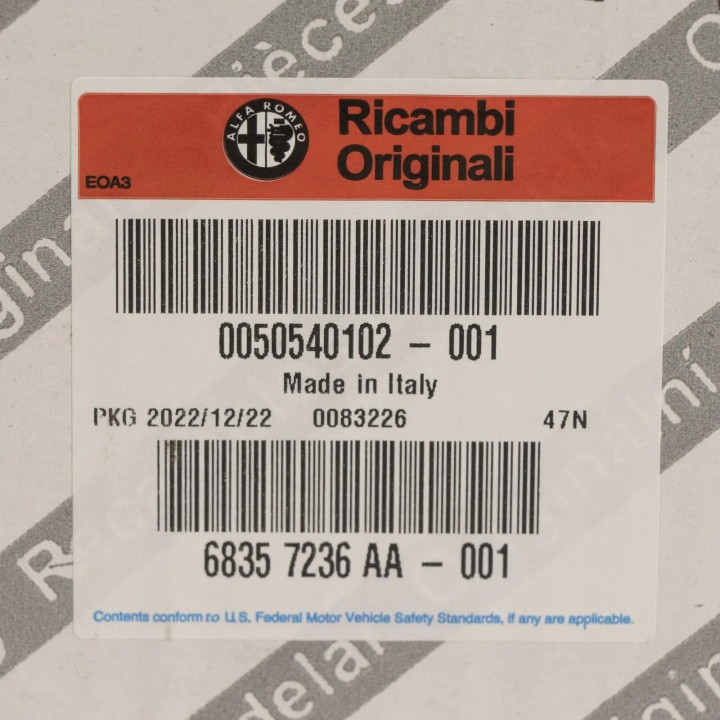 pièces
ALFA ROMEO
Ricambi
Originali
EOA3
0050540102 - 001
Made in Italy
PKG 2022/12/22 0083226 47N
6835 7236 AA - 001
Contents conform to U.S. Federal Motor Vehicle Safety Standards, if any are applicable.